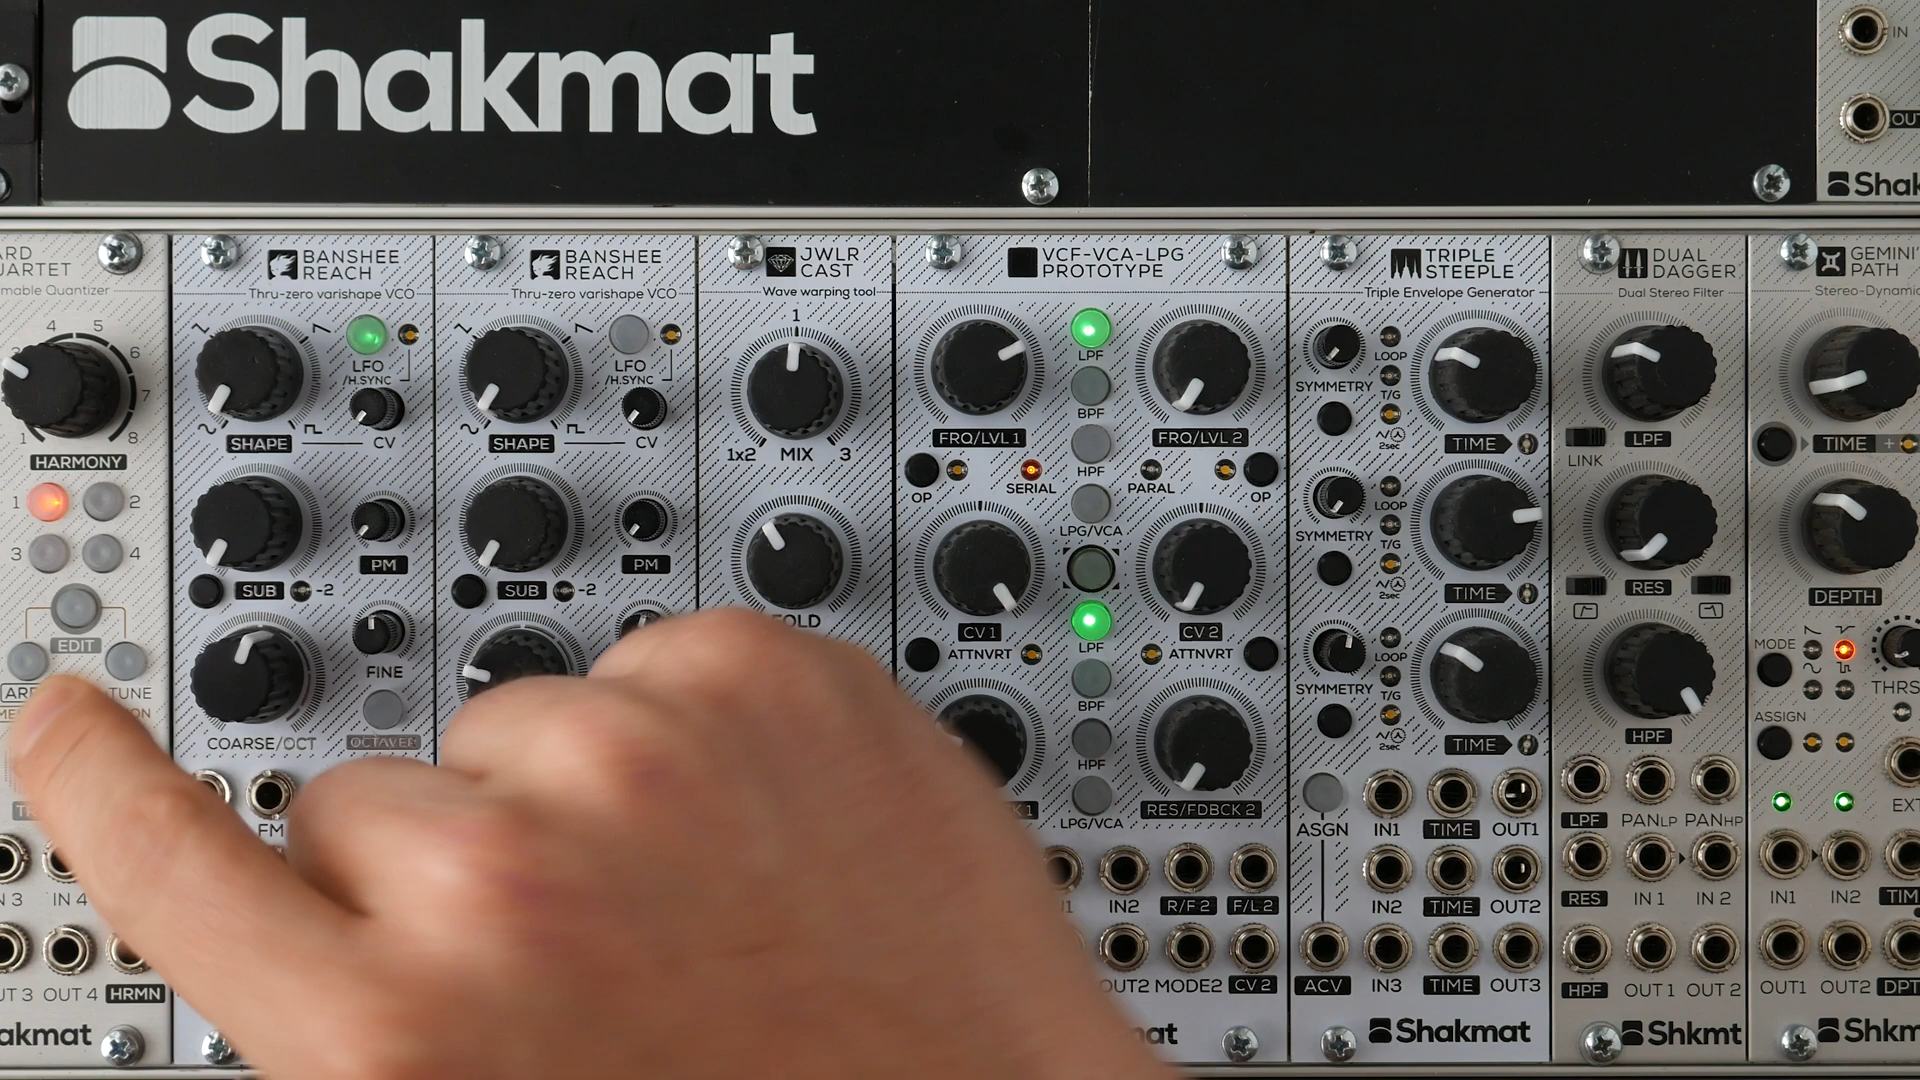 Shakmat
IN
Shak
ARD
UARTET
mable Quantizer
4 5
6
7
1 8
HARMONY
1 2
3 4
EDIT
TUNE
IN 4
OUT 4 HRMN
akmat
BANSHEE
REACH
Thru-zero varishape VCO
LFO
/H.SYNC
SHAPE CV
PM
SUB -2
FINE
COARSE/OCT OCTAVER
FM
BANSHEE
REACH
Thru-zero varishape VCO
LFO
/H.SYNC
SHAPE CV
PM
SUB -2
JWLR
CAST
Wave warping tool
1
1x2 MIX 3
VCF-VCA-LPG
PROTOTYPE
LPF
BPF
FRQ/LVL 1 FRQ/LVL 2
HPF
OP SERIAL PARAL OP
LPG/VCA
CV 1 CV 2
LPF
ATTNVRT ATTNVRT
BPF
HPF
RES/FDBCK 2
LPG/VCA
IN2 R/F 2 F/L 2
OUT2 MODE2 CV 2
TRIPLE
STEEPLE
Triple Envelope Generator
LOOP
SYMMETRY
T/G
2sec TIME
LOOP
SYMMETRY
T/G
2sec TIME
LOOP
SYMMETRY
T/G
2sec TIME
ASGN IN1 TIME OUT1
IN2 TIME OUT2
ACV IN3 TIME OUT3
Shakmat
DUAL
DAGGER
Dual Stereo Filter
LPF
LINK
RES
HPF
LPF PANLP PANHP
RES IN 1 IN 2
HPF OUT 1 OUT 2
Shkmt
GEMINI'
PATH
Stereo-Dynamic
TIME +
DEPTH
MODE
THRS
ASSIGN
EXT
IN1 IN2 TIM
OUT1 OUT2 DPT
Shkm